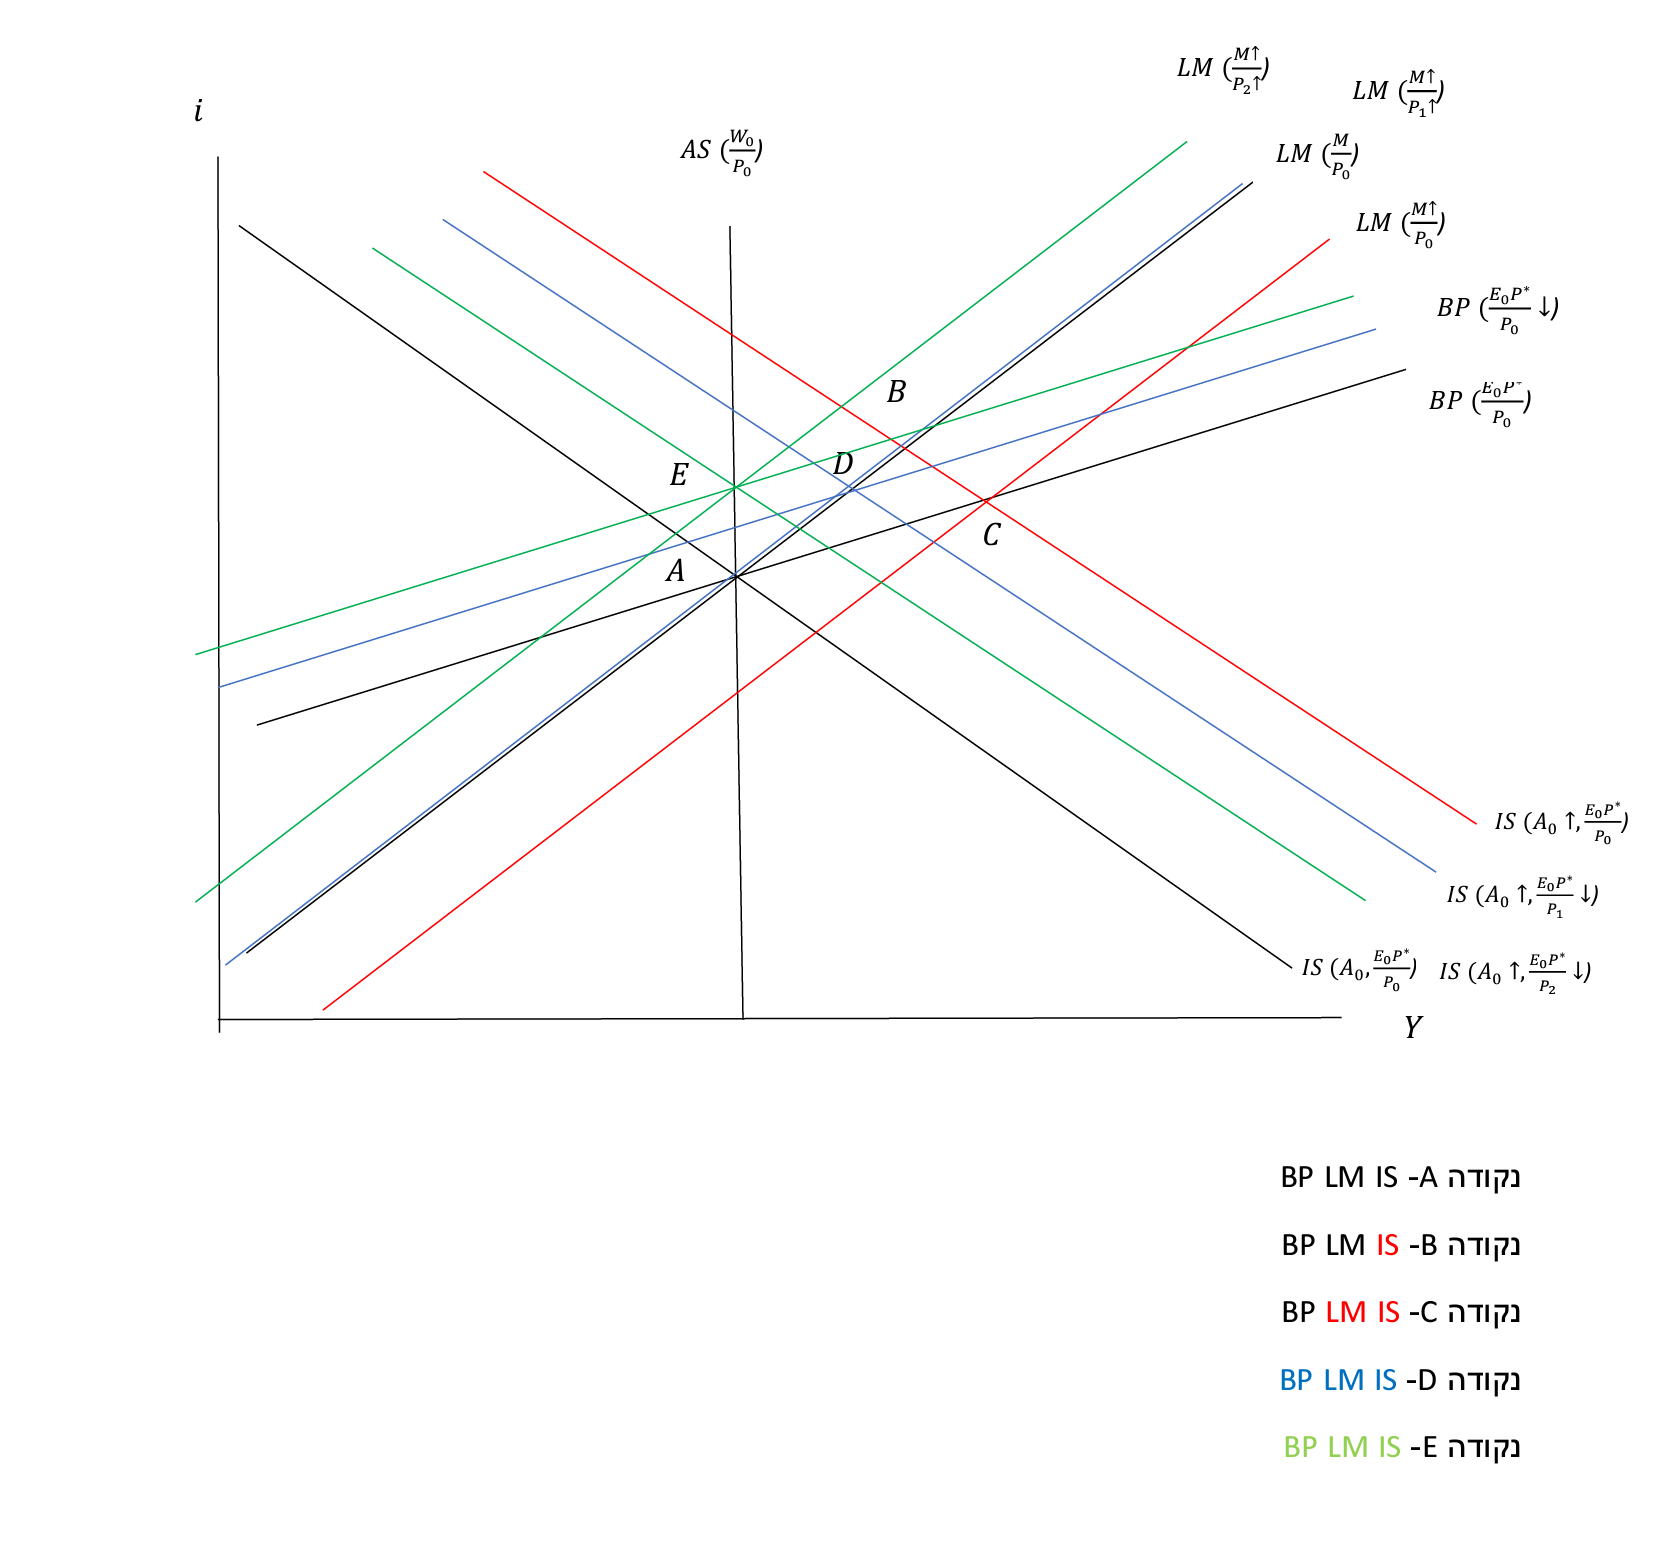 LM (M↑/P₂↑)
LM (M↑/P₁↑)
i
AS (W₀/P₀)
LM (M/P₀)
LM (M↑/P₀)
BP (E₀P*/P₀ ↓)
B
BP (E₀P*/P₀)
E
D
C
A
IS (A₀ ↑, E₀P*/P₀)
IS (A₀ ↑, E₀P*/P₁ ↓)
IS (A₀, E₀P*/P₀)
IS (A₀ ↑, E₀P*/P₂ ↓)
Y
נקודה A- BP LM IS
נקודה B- BP LM IS
נקודה C- BP LM IS
נקודה D- BP LM IS
נקודה E- BP LM IS